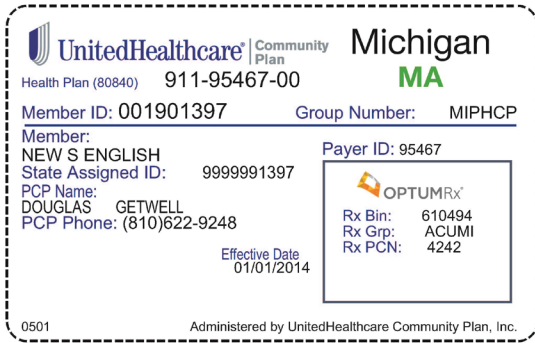 UnitedHealthcare® | Community Plan
Michigan
MA
Health Plan (80840) 911-95467-00
Member ID: 001901397 Group Number: MIPHCP
Member:
NEW S ENGLISH
State Assigned ID: 9999991397
PCP Name:
DOUGLAS GETWELL
PCP Phone: (810)622-9248
Effective Date
01/01/2014
Payer ID: 95467
OPTUMRx®
Rx Bin: 610494
Rx Grp: ACUMI
Rx PCN: 4242
0501 Administered by UnitedHealthcare Community Plan, Inc.